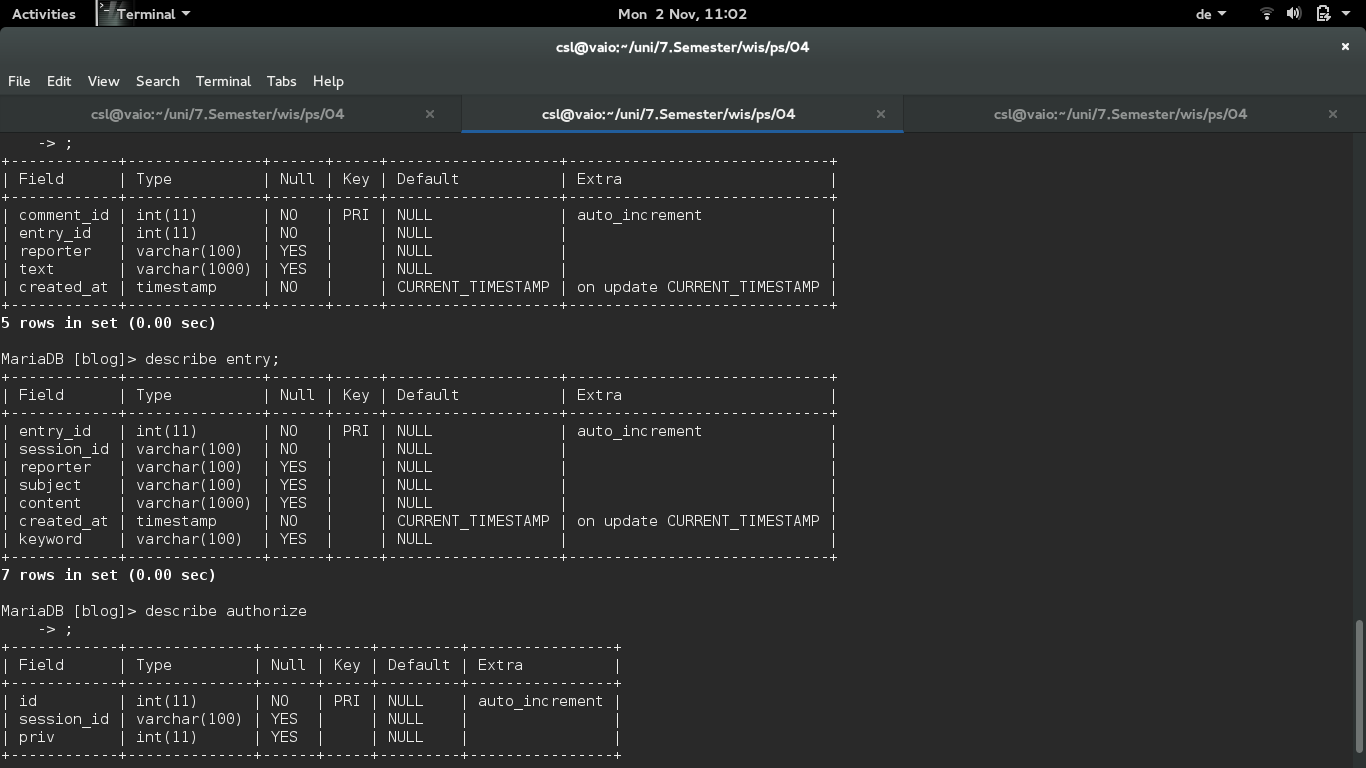 Activities Terminal Mon 2 Nov, 11:02 de
csl@vaio:~/uni/7.Semester/wis/ps/04 ×
File Edit View Search Terminal Tabs Help
csl@vaio:~/uni/7.Semester/wis/ps/04 × csl@vaio:~/uni/7.Semester/wis/ps/04 × csl@vaio:~/uni/7.Semester/wis/ps/04 ×
    -> ;
+------------+---------------+------+-----+-------------------+-----------------------------+
| Field      | Type          | Null | Key | Default           | Extra                       |
+------------+---------------+------+-----+-------------------+-----------------------------+
| comment_id | int(11)       | NO   | PRI | NULL              | auto_increment              |
| entry_id   | int(11)       | NO   |     | NULL              |                             |
| reporter   | varchar(100)  | YES  |     | NULL              |                             |
| text       | varchar(1000) | YES  |     | NULL              |                             |
| created_at | timestamp     | NO   |     | CURRENT_TIMESTAMP | on update CURRENT_TIMESTAMP |
+------------+---------------+------+-----+-------------------+-----------------------------+
5 rows in set (0.00 sec)

MariaDB [blog]> describe entry;
+------------+---------------+------+-----+-------------------+-----------------------------+
| Field      | Type          | Null | Key | Default           | Extra                       |
+------------+---------------+------+-----+-------------------+-----------------------------+
| entry_id   | int(11)       | NO   | PRI | NULL              | auto_increment              |
| session_id | varchar(100)  | NO   |     | NULL              |                             |
| reporter   | varchar(100)  | YES  |     | NULL              |                             |
| subject    | varchar(100)  | YES  |     | NULL              |                             |
| content    | varchar(1000) | YES  |     | NULL              |                             |
| created_at | timestamp     | NO   |     | CURRENT_TIMESTAMP | on update CURRENT_TIMESTAMP |
| keyword    | varchar(100)  | YES  |     | NULL              |                             |
+------------+---------------+------+-----+-------------------+-----------------------------+
7 rows in set (0.00 sec)

MariaDB [blog]> describe authorize
    -> ;
+------------+--------------+------+-----+---------+----------------+
| Field      | Type         | Null | Key | Default | Extra          |
+------------+--------------+------+-----+---------+----------------+
| id         | int(11)      | NO   | PRI | NULL    | auto_increment |
| session_id | varchar(100) | YES  |     | NULL    |                |
| priv       | int(11)      | YES  |     | NULL    |                |
+------------+--------------+------+-----+---------+----------------+